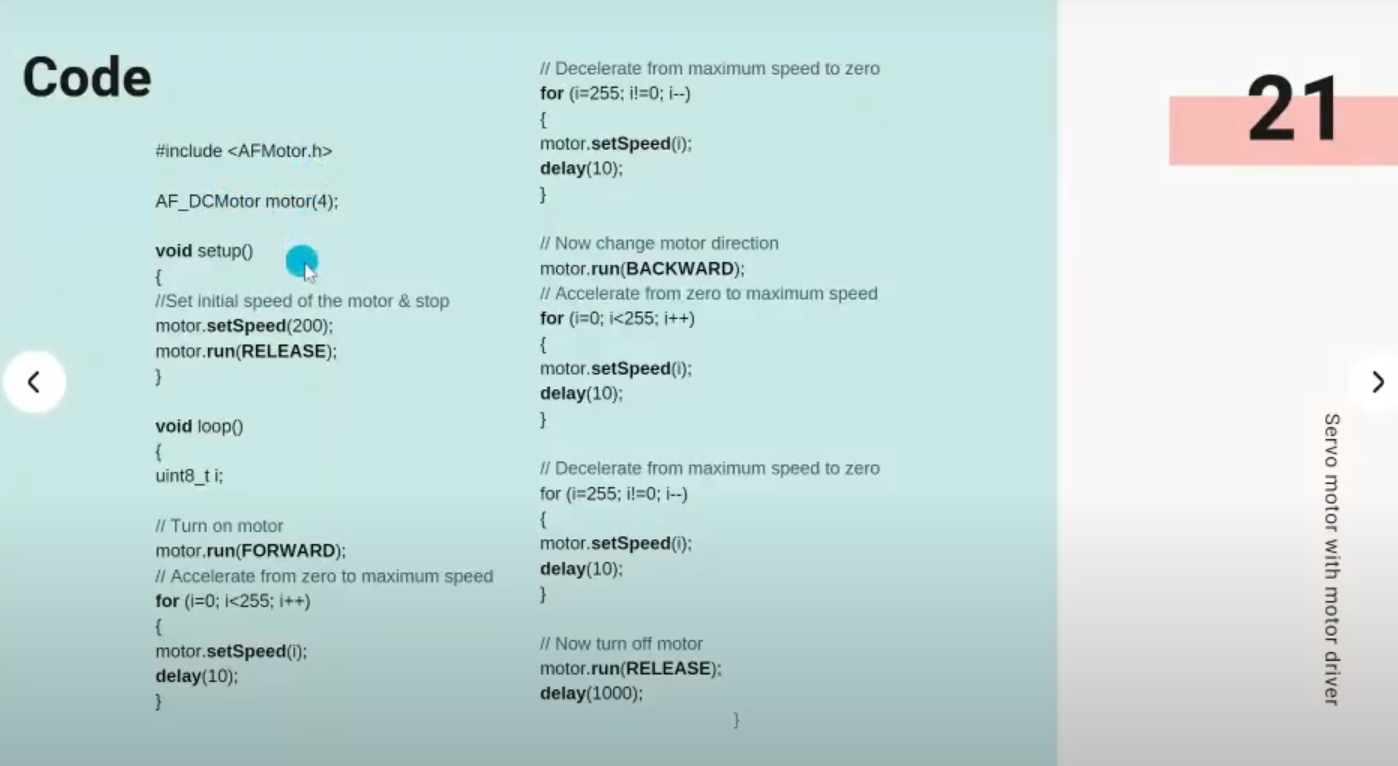 Code
#include <AFMotor.h>
AF_DCMotor motor(4);
void setup()
{
//Set initial speed of the motor & stop
motor.setSpeed(200);
motor.run(RELEASE);
}
void loop()
{
uint8_t i;
// Turn on motor
motor.run(FORWARD);
// Accelerate from zero to maximum speed
for (i=0; i<255; i++)
{
motor.setSpeed(i);
delay(10);
}
// Decelerate from maximum speed to zero
for (i=255; i!=0; i--)
{
motor.setSpeed(i);
delay(10);
}
// Now change motor direction
motor.run(BACKWARD);
// Accelerate from zero to maximum speed
for (i=0; i<255; i++)
{
motor.setSpeed(i);
delay(10);
}
// Decelerate from maximum speed to zero
for (i=255; i!=0; i--)
{
motor.setSpeed(i);
delay(10);
}
// Now turn off motor
motor.run(RELEASE);
delay(1000);
}
21
Servo motor with motor driver